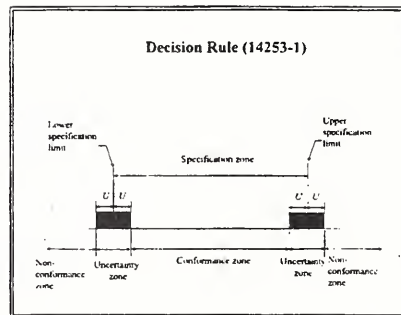 Decision Rule (14253-1)
Lower
specification
limit
Upper
specification
limit
Specification zone
U U
U U
Non-
conformance
zone
Uncertainty
zone
Conformance zone
Uncertainty
zone
Non-
conformance
zone